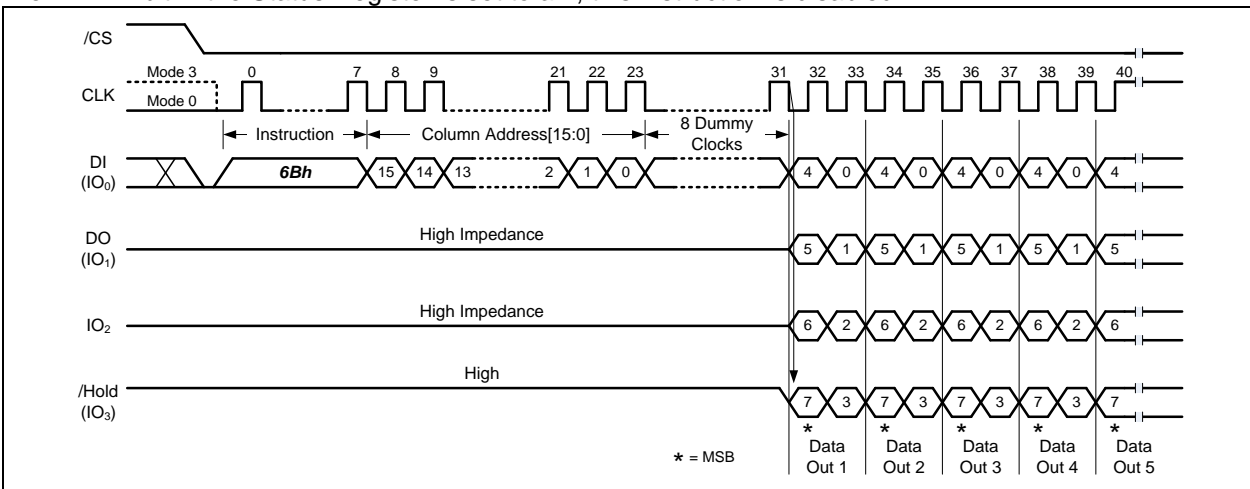 /CS
Mode 3 0 7 8 9 21 22 23 31 32 33 34 35 36 37 38 39 40
CLK
Mode 0
Instruction Column Address[15:0] 8 Dummy Clocks
DI
(IO₀)
6Bh 15 14 13 2 1 0 4 0 4 0 4 0 4 0 4
DO
(IO₁)
High Impedance
5 1 5 1 5 1 5 1 5
IO₂
High Impedance
6 2 6 2 6 2 6 2 6
/Hold
(IO₃)
High
7 3 7 3 7 3 7 3 7
* * * * *
* = MSB
Data Out 1
Data Out 2
Data Out 3
Data Out 4
Data Out 5